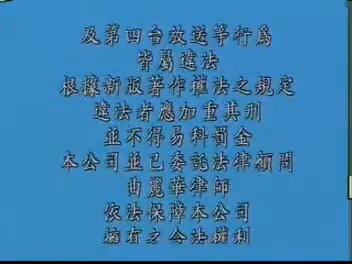 及第四台放送等行為
皆屬違法
根據新版著作權法之規定
違法者應加重其刑
並不得易科罰金
本公司並已委託法律顧問
曲麗華律師
依法保障本公司
擁有之合法權利